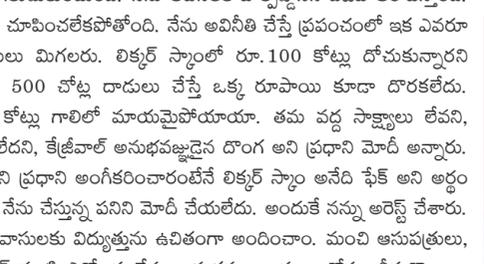 చూపించలేకపోతోంది. నేను అవినీతి చేస్తే ప్రపంచంలో ఇక ఎవరూ
లు మిగలరు. లిక్కర్ స్కాంలో రూ.100 కోట్లు దోచుకున్నారని
500 చోట్ల దాడులు చేస్తే ఒక్క రూపాయి కూడా దొరకలేదు.
కోట్లు గాలిలో మాయమైపోయాయా. తమ వద్ద సాక్ష్యాలు లేవని,
లేదని, కేజ్రీవాల్ అనుభవజ్ఞుడైన దొంగ అని ప్రధాని మోదీ అన్నారు.
ని ప్రధాని అంగీకరించారంటేనే లిక్కర్ స్కాం అనేది ఫేక్ అని అర్థం
నేను చేస్తున్న పనిని మోదీ చేయలేదు. అందుకే నన్ను అరెస్ట్ చేశారు.
వాసులకు విద్యుత్తును ఉచితంగా అందించాం. మంచి ఆసుపత్రులు,